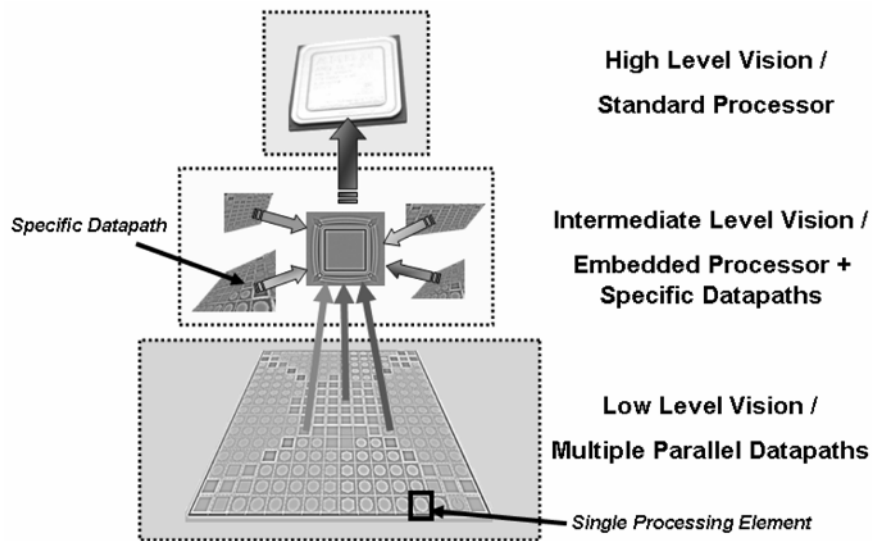 High Level Vision /
Standard Processor
Specific Datapath
Intermediate Level Vision /
Embedded Processor +
Specific Datapaths
Low Level Vision /
Multiple Parallel Datapaths
Single Processing Element